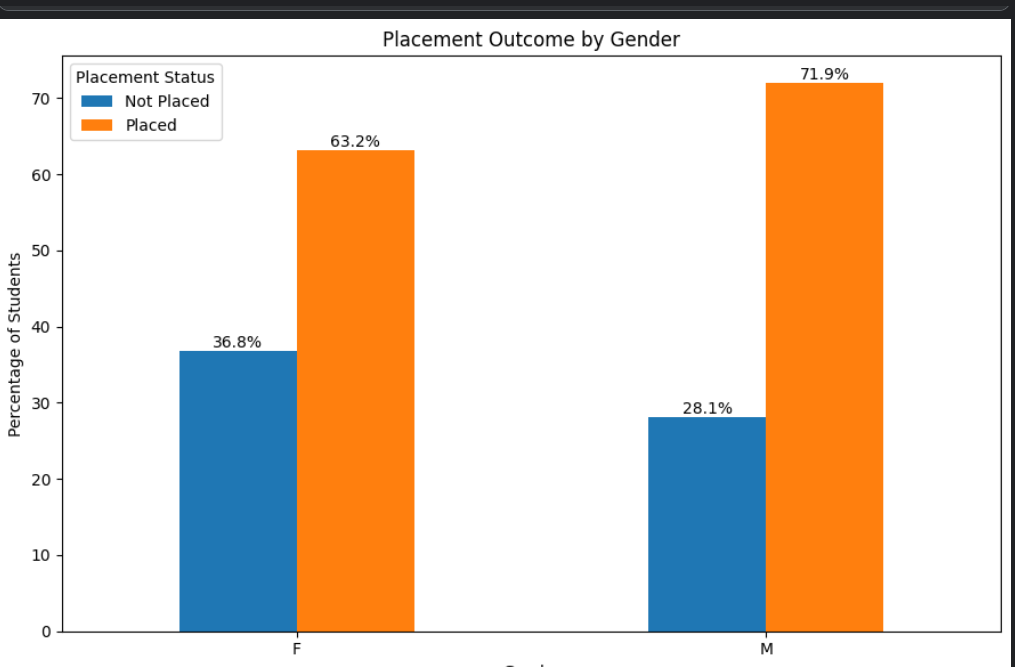 Placement Outcome by Gender
Placement Status
Not Placed
Placed
71.9%
63.2%
36.8%
28.1%
Percentage of Students
70
60
50
40
30
20
10
0
F
M